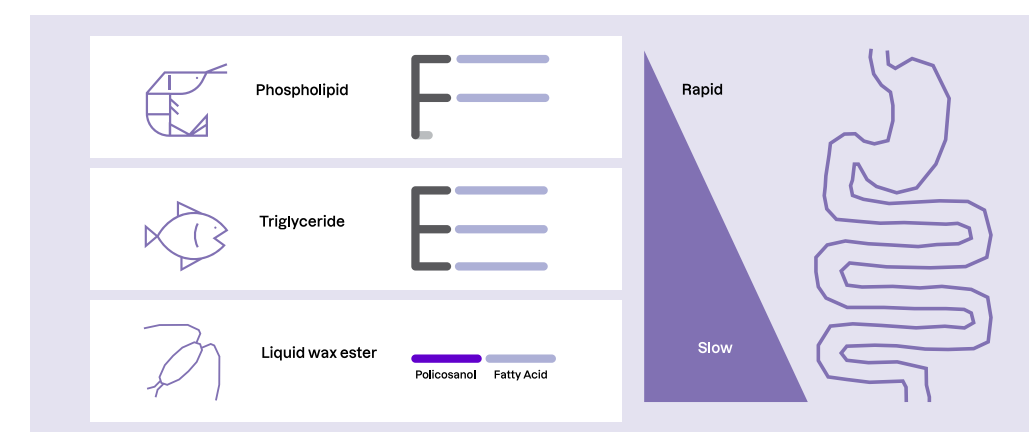 Phospholipid
Rapid
Triglyceride
Slow
Liquid wax ester
Policosanol Fatty Acid